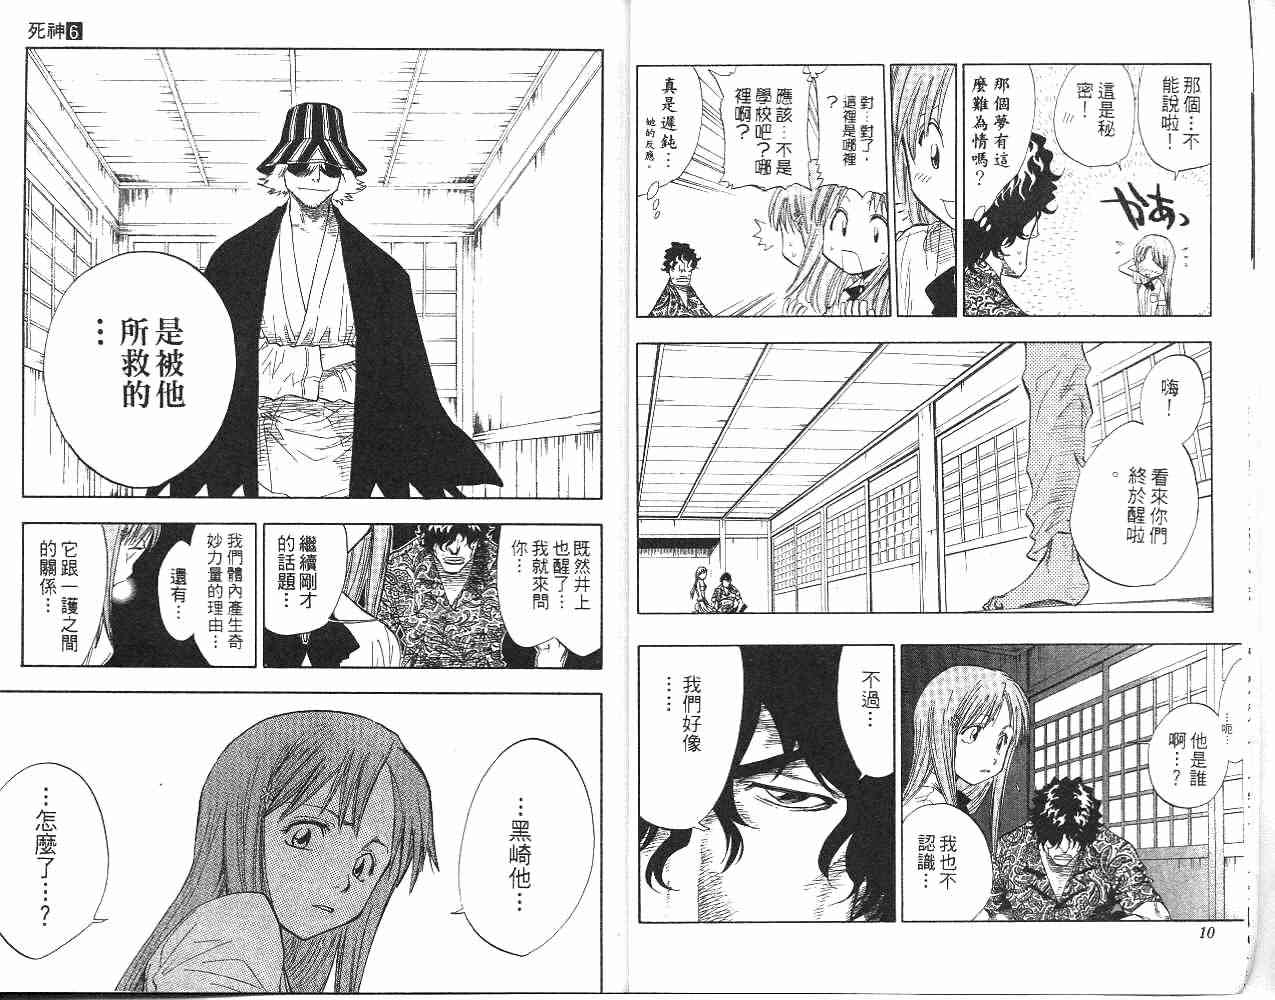 死神6
那個…不
能說啦！
這是秘
密！
かあっ
那個夢有這
麼難為情嗎？
對…對了，
這裡是哪裡
？
應該…不是
學校吧？哪
裡啊？
真是遲鈍…
她的反應。
嗨！
看來你們
終於醒啦
。
…呃…
他是誰
啊…？
我也不
認識…
不過…
我們好像
……
10
是被他
所救的
…
既然井上
也醒了…
我就來問
你…
繼續剛才
的話題…
我們體內產生奇
妙力量的理由…
還有…
它跟一護之間
的關係…
…黑崎他…
…怎麼了…？